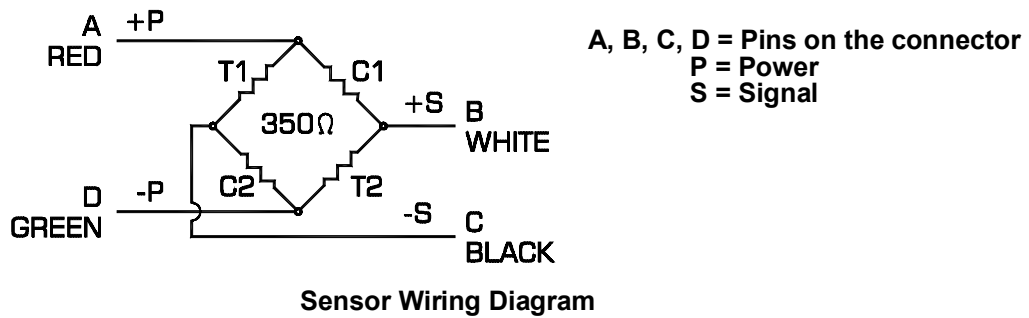 A +P
RED
T1 C1
350Ω
+S B
WHITE
C2 T2
D -P
GREEN
-S C
BLACK
A, B, C, D = Pins on the connector
P = Power
S = Signal
Sensor Wiring Diagram